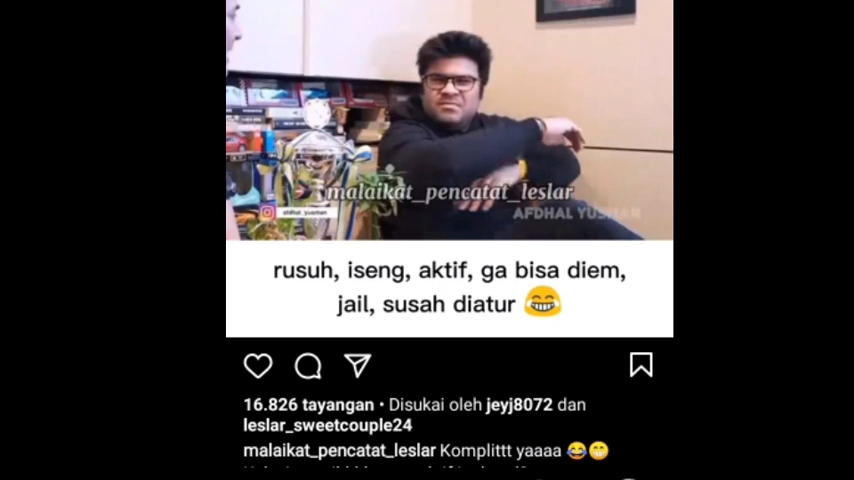 malaikat_pencatat_leslar
afdhal_yusman
AFDHAL YUSMAN
rusuh, iseng, aktif, ga bisa diem,
jail, susah diatur 😂
16.826 tayangan • Disukai oleh jeyj8072 dan
leslar_sweetcouple24
malaikat_pencatat_leslar Komplittt yaaaa 😂😁